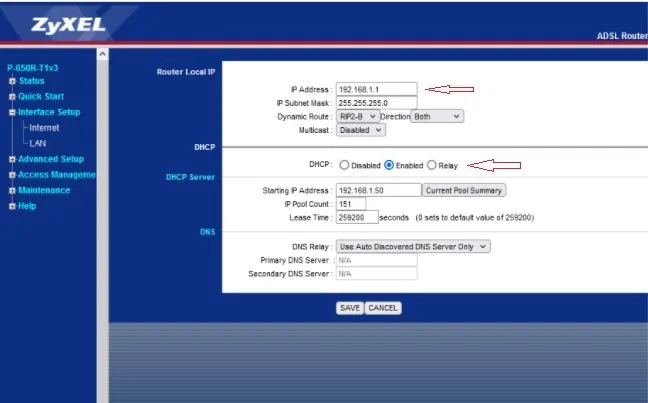 ZyXEL
ADSL Router
P-650R-T1v3
Status
Quick Start
Interface Setup
Internet
LAN
Advanced Setup
Access Manageme
Maintenance
Help
Router Local IP
IP Address : 192.168.1.1
IP Subnet Mask : 255.255.255.0
Dynamic Route : RIP2-B Direction Both
Multicast : Disabled
DHCP
DHCP : Disabled Enabled Relay
DHCP Server
Starting IP Address : 192.168.1.50 Current Pool Summary
IP Pool Count : 151
Lease Time : 259200 seconds (0 sets to default value of 259200)
DNS
DNS Relay : Use Auto Discovered DNS Server Only
Primary DNS Server : N/A
Secondary DNS Server : N/A
SAVE CANCEL